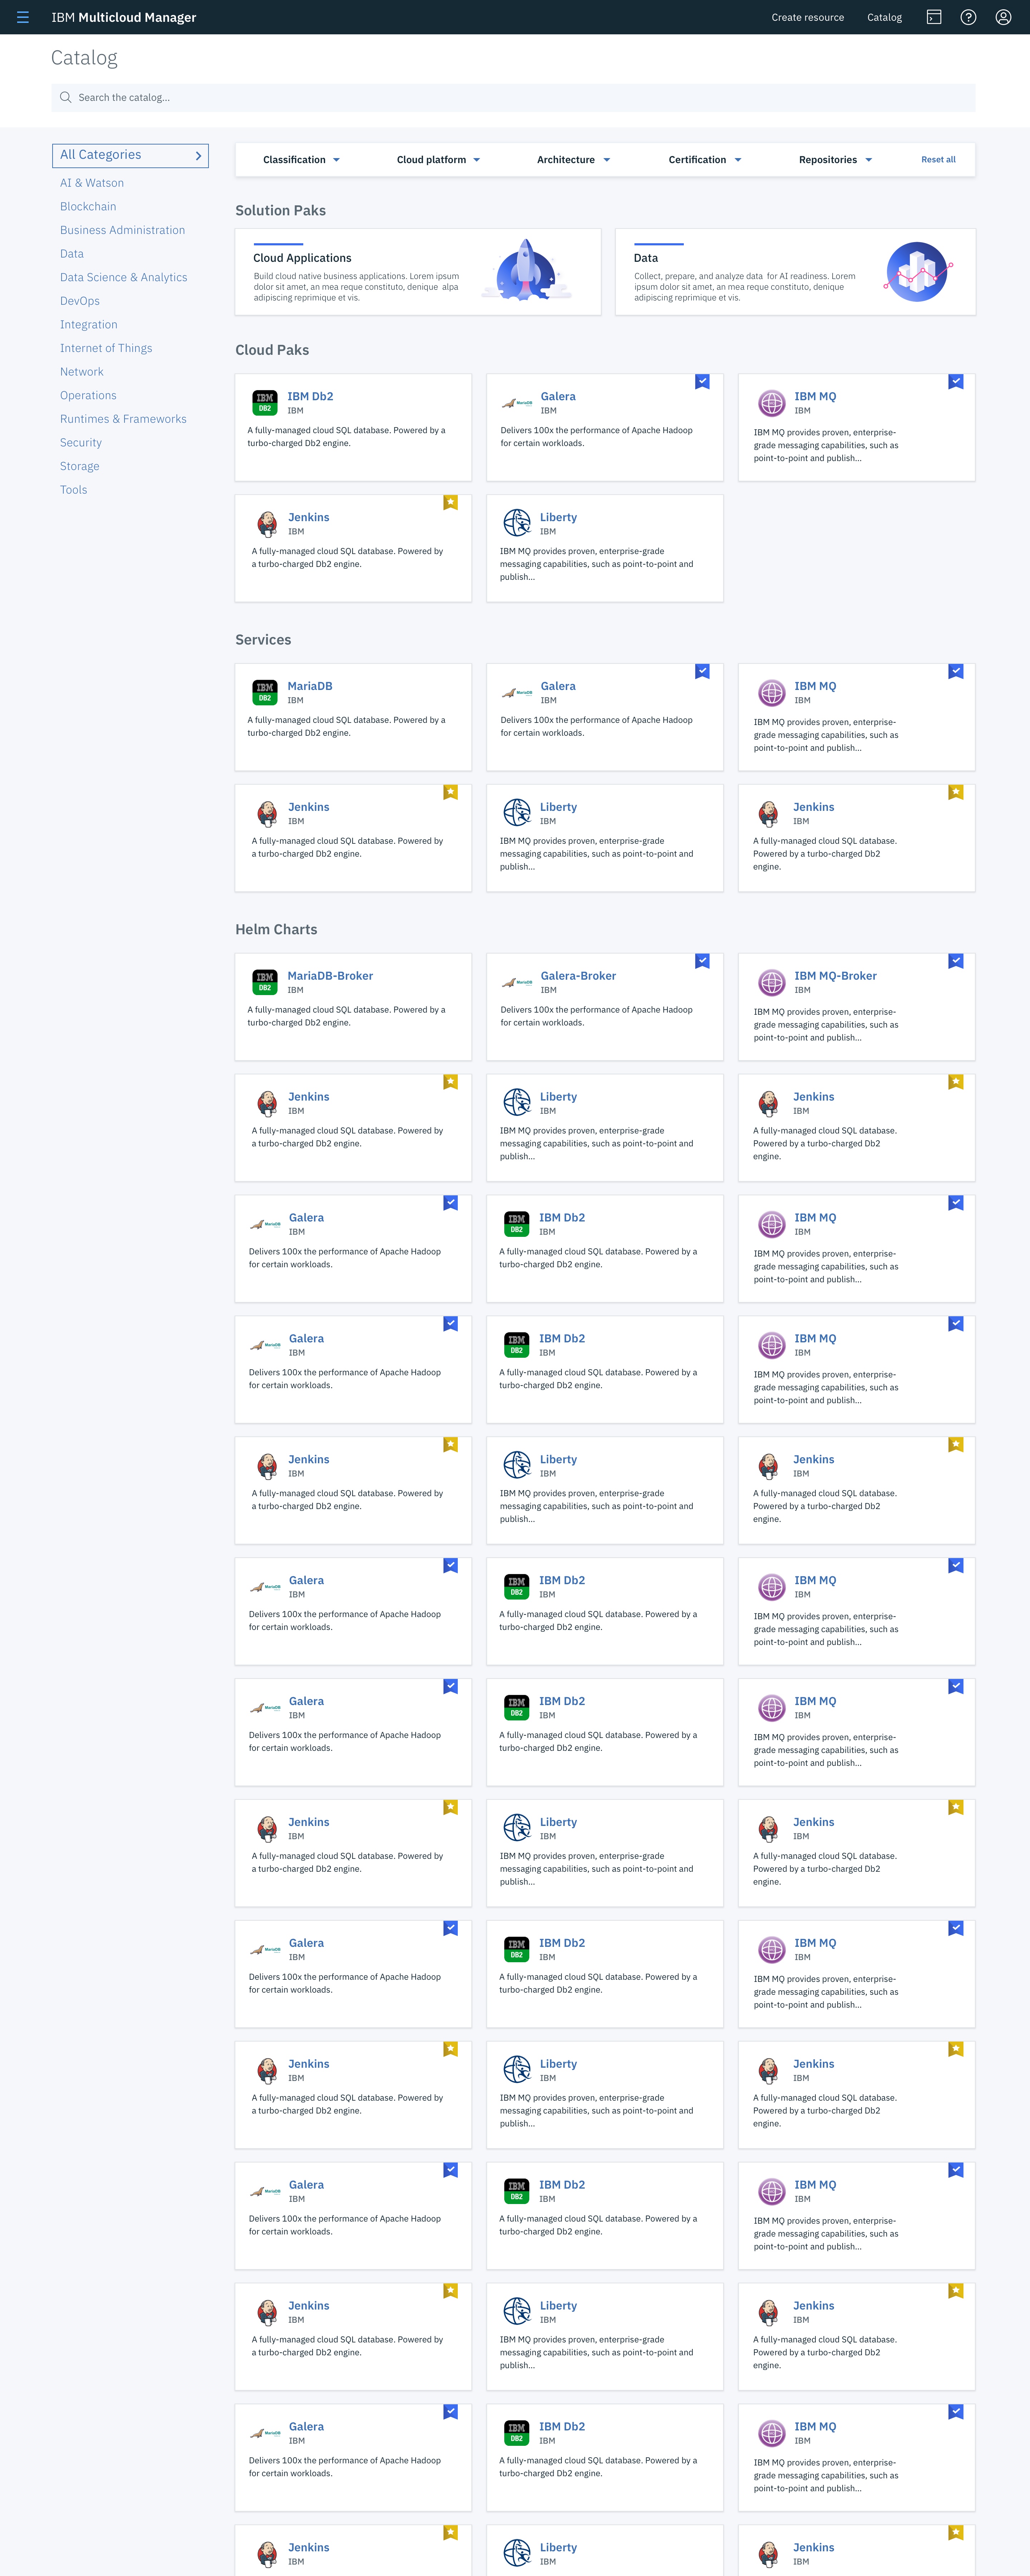 IBM Multicloud Manager
Create resource
Catalog
Catalog
Search the catalog...
All Categories
AI & Watson
Blockchain
Business Administration
Data
Data Science & Analytics
DevOps
Integration
Internet of Things
Network
Operations
Runtimes & Frameworks
Security
Storage
Tools
Classification
Cloud platform
Architecture
Certification
Repositories
Reset all
Solution Paks
Cloud Applications
Build cloud native business applications. Lorem ipsum
dolor sit amet, an mea reque constituto, denique alpa
adipiscing reprimique et vis.
Data
Collect, prepare, and analyze data for AI readiness. Lorem
ipsum dolor sit amet, an mea reque constituto, denique
adipiscing reprimique et vis.
Cloud Paks
IBM
DB2
IBM Db2
IBM
A fully-managed cloud SQL database. Powered by a
turbo-charged Db2 engine.
MariaDB
Galera
IBM
Delivers 100x the performance of Apache Hadoop
for certain workloads.
IBM MQ
IBM
IBM MQ provides proven, enterprise-
grade messaging capabilities, such as
point-to-point and publish...
Jenkins
IBM
A fully-managed cloud SQL database. Powered by
a turbo-charged Db2 engine.
Liberty
IBM
IBM MQ provides proven, enterprise-grade
messaging capabilities, such as point-to-point and
publish...
Services
IBM
DB2
MariaDB
IBM
A fully-managed cloud SQL database. Powered by a
turbo-charged Db2 engine.
MariaDB
Galera
IBM
Delivers 100x the performance of Apache Hadoop
for certain workloads.
IBM MQ
IBM
IBM MQ provides proven, enterprise-
grade messaging capabilities, such as
point-to-point and publish...
Jenkins
IBM
A fully-managed cloud SQL database. Powered by
a turbo-charged Db2 engine.
Liberty
IBM
IBM MQ provides proven, enterprise-grade
messaging capabilities, such as point-to-point and
publish...
Jenkins
IBM
A fully-managed cloud SQL database.
Powered by a turbo-charged Db2
engine.
Helm Charts
IBM
DB2
MariaDB-Broker
IBM
A fully-managed cloud SQL database. Powered by a
turbo-charged Db2 engine.
MariaDB
Galera-Broker
IBM
Delivers 100x the performance of Apache Hadoop
for certain workloads.
IBM MQ-Broker
IBM
IBM MQ provides proven, enterprise-
grade messaging capabilities, such as
point-to-point and publish...
Jenkins
IBM
A fully-managed cloud SQL database. Powered by
a turbo-charged Db2 engine.
Liberty
IBM
IBM MQ provides proven, enterprise-grade
messaging capabilities, such as point-to-point and
publish...
Jenkins
IBM
A fully-managed cloud SQL database.
Powered by a turbo-charged Db2
engine.
MariaDB
Galera
IBM
Delivers 100x the performance of Apache Hadoop
for certain workloads.
IBM
DB2
IBM Db2
IBM
A fully-managed cloud SQL database. Powered by a
turbo-charged Db2 engine.
IBM MQ
IBM
IBM MQ provides proven, enterprise-
grade messaging capabilities, such as
point-to-point and publish...
MariaDB
Galera
IBM
Delivers 100x the performance of Apache Hadoop
for certain workloads.
IBM
DB2
IBM Db2
IBM
A fully-managed cloud SQL database. Powered by a
turbo-charged Db2 engine.
IBM MQ
IBM
IBM MQ provides proven, enterprise-
grade messaging capabilities, such as
point-to-point and publish...
Jenkins
IBM
A fully-managed cloud SQL database. Powered by
a turbo-charged Db2 engine.
Liberty
IBM
IBM MQ provides proven, enterprise-grade
messaging capabilities, such as point-to-point and
publish...
Jenkins
IBM
A fully-managed cloud SQL database.
Powered by a turbo-charged Db2
engine.
MariaDB
Galera
IBM
Delivers 100x the performance of Apache Hadoop
for certain workloads.
IBM
DB2
IBM Db2
IBM
A fully-managed cloud SQL database. Powered by a
turbo-charged Db2 engine.
IBM MQ
IBM
IBM MQ provides proven, enterprise-
grade messaging capabilities, such as
point-to-point and publish...
MariaDB
Galera
IBM
Delivers 100x the performance of Apache Hadoop
for certain workloads.
IBM
DB2
IBM Db2
IBM
A fully-managed cloud SQL database. Powered by a
turbo-charged Db2 engine.
IBM MQ
IBM
IBM MQ provides proven, enterprise-
grade messaging capabilities, such as
point-to-point and publish...
Jenkins
IBM
A fully-managed cloud SQL database. Powered by
a turbo-charged Db2 engine.
Liberty
IBM
IBM MQ provides proven, enterprise-grade
messaging capabilities, such as point-to-point and
publish...
Jenkins
IBM
A fully-managed cloud SQL database.
Powered by a turbo-charged Db2
engine.
MariaDB
Galera
IBM
Delivers 100x the performance of Apache Hadoop
for certain workloads.
IBM
DB2
IBM Db2
IBM
A fully-managed cloud SQL database. Powered by a
turbo-charged Db2 engine.
IBM MQ
IBM
IBM MQ provides proven, enterprise-
grade messaging capabilities, such as
point-to-point and publish...
Jenkins
IBM
A fully-managed cloud SQL database. Powered by
a turbo-charged Db2 engine.
Liberty
IBM
IBM MQ provides proven, enterprise-grade
messaging capabilities, such as point-to-point and
publish...
Jenkins
IBM
A fully-managed cloud SQL database.
Powered by a turbo-charged Db2
engine.
MariaDB
Galera
IBM
Delivers 100x the performance of Apache Hadoop
for certain workloads.
IBM
DB2
IBM Db2
IBM
A fully-managed cloud SQL database. Powered by a
turbo-charged Db2 engine.
IBM MQ
IBM
IBM MQ provides proven, enterprise-
grade messaging capabilities, such as
point-to-point and publish...
Jenkins
IBM
A fully-managed cloud SQL database. Powered by
a turbo-charged Db2 engine.
Liberty
IBM
IBM MQ provides proven, enterprise-grade
messaging capabilities, such as point-to-point and
publish...
Jenkins
IBM
A fully-managed cloud SQL database.
Powered by a turbo-charged Db2
engine.
MariaDB
Galera
IBM
Delivers 100x the performance of Apache Hadoop
for certain workloads.
IBM
DB2
IBM Db2
IBM
A fully-managed cloud SQL database. Powered by a
turbo-charged Db2 engine.
IBM MQ
IBM
IBM MQ provides proven, enterprise-
grade messaging capabilities, such as
point-to-point and publish...
Jenkins
IBM
Liberty
IBM
Jenkins
IBM